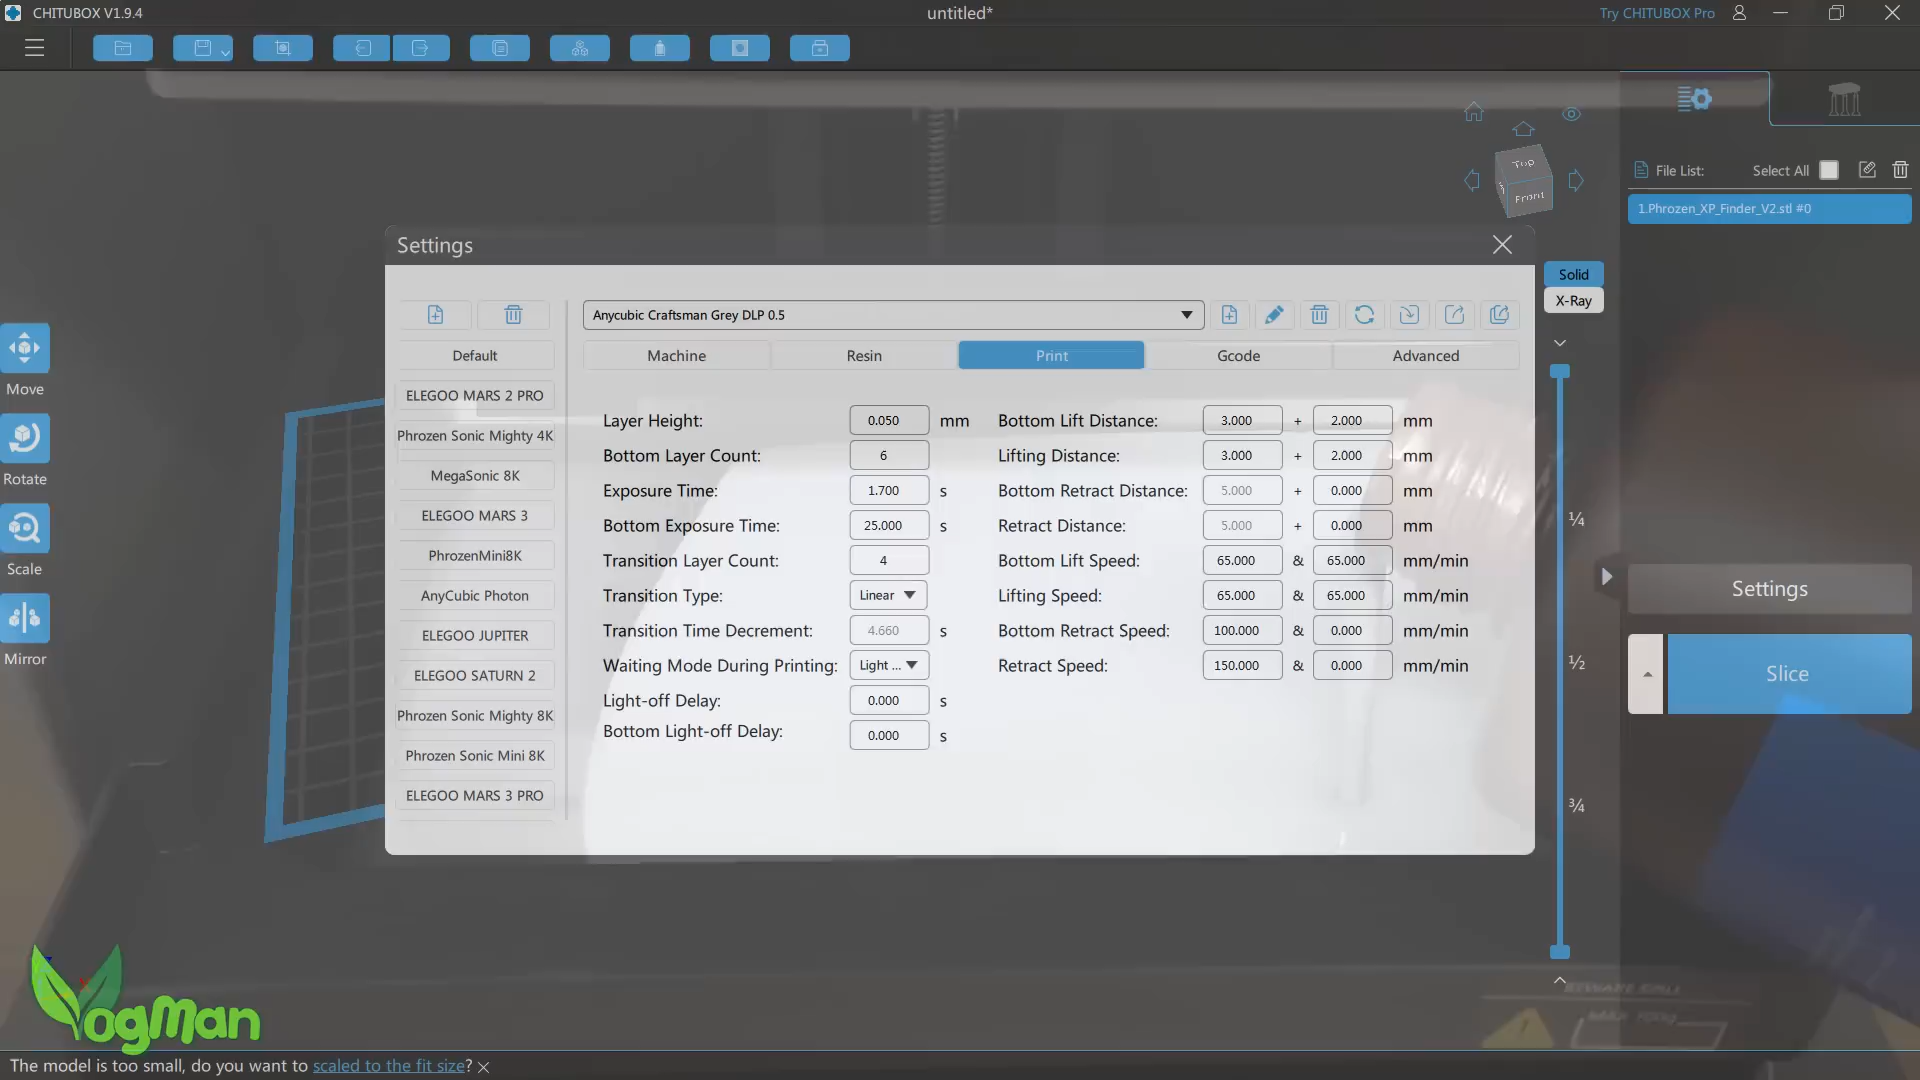 CHITUBOX V1.9.4
untitled*
Try CHITUBOX Pro
Top
Front
File List:
Select All
1.Phrozen_XP_Finder_V2.stl #0
Settings
Solid
X-Ray
Anycubic Craftsman Grey DLP 0.5
Default
Machine
Resin
Print
Gcode
Advanced
ELEGOO MARS 2 PRO
Phrozen Sonic Mighty 4K
MegaSonic 8K
ELEGOO MARS 3
PhrozenMini8K
AnyCubic Photon
ELEGOO JUPITER
ELEGOO SATURN 2
Phrozen Sonic Mighty 8K
Phrozen Sonic Mini 8K
ELEGOO MARS 3 PRO
Layer Height: 0.050 mm
Bottom Layer Count: 6
Exposure Time: 1.700 s
Bottom Exposure Time: 25.000 s
Transition Layer Count: 4
Transition Type: Linear
Transition Time Decrement: 4.660 s
Waiting Mode During Printing: Light ...
Light-off Delay: 0.000 s
Bottom Light-off Delay: 0.000 s
Bottom Lift Distance: 3.000 + 2.000 mm
Lifting Distance: 3.000 + 2.000 mm
Bottom Retract Distance: 5.000 + 0.000 mm
Retract Distance: 5.000 + 0.000 mm
Bottom Lift Speed: 65.000 & 65.000 mm/min
Lifting Speed: 65.000 & 65.000 mm/min
Bottom Retract Speed: 100.000 & 0.000 mm/min
Retract Speed: 150.000 & 0.000 mm/min
Move
Rotate
Scale
Mirror
¼
½
¾
Settings
Slice
VogMan
The model is too small, do you want to scaled to the fit size?